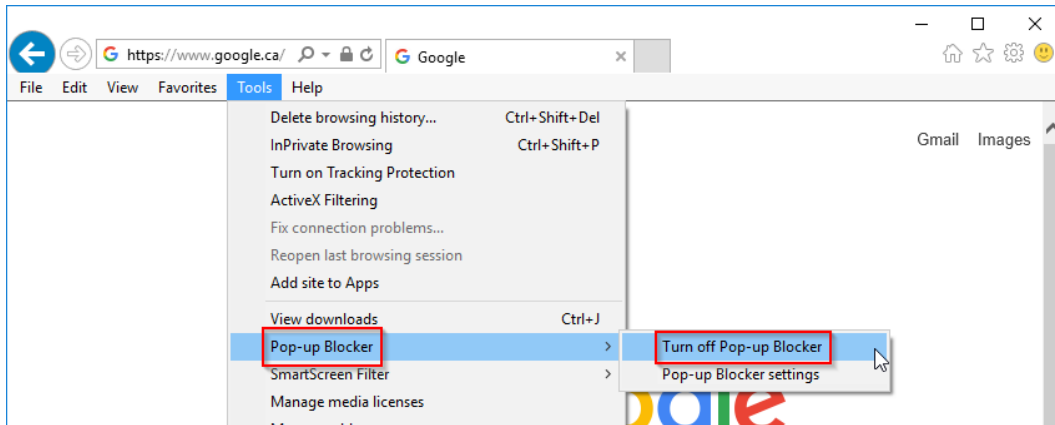 https://www.google.ca/ Google
File Edit View Favorites Tools Help
Delete browsing history... Ctrl+Shift+Del
InPrivate Browsing Ctrl+Shift+P
Turn on Tracking Protection
ActiveX Filtering
Fix connection problems...
Reopen last browsing session
Add site to Apps
View downloads Ctrl+J
Pop-up Blocker
SmartScreen Filter
Manage media licenses
Turn off Pop-up Blocker
Pop-up Blocker settings
Gmail Images